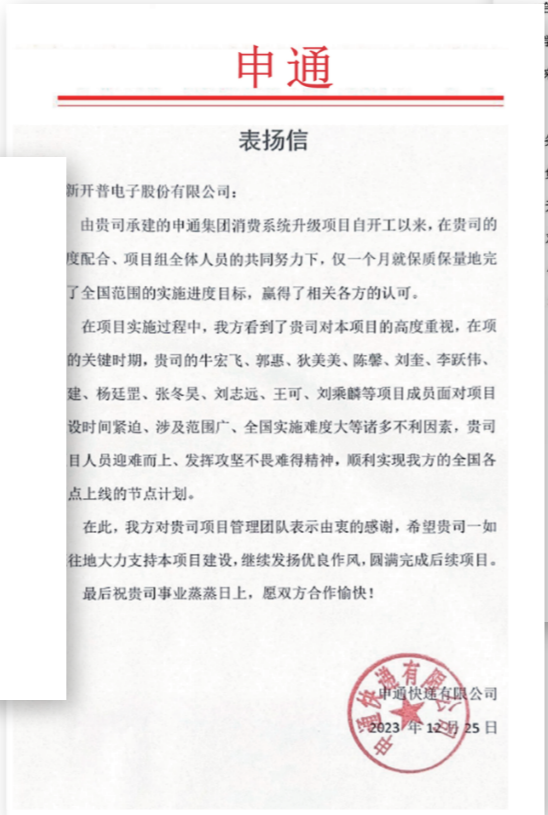 申通
表扬信
新开普电子股份有限公司：
由贵司承建的申通集团消费系统升级项目自开工以来，在贵司的
度配合、项目组全体人员的共同努力下，仅一个月就保质保量地完
了全国范围的实施进度目标，赢得了相关各方的认可。
在项目实施过程中，我方看到了贵司对本项目的高度重视，在项
的关键时期，贵司的牛宏飞、郭惠、狄美美、陈馨、刘奎、李跃伟、
建、杨廷罡、张冬昊、刘志远、王可、刘乘麟等项目成员面对项目
设时间紧迫、涉及范围广、全国实施难度大等诸多不利因素，贵司
目人员迎难而上、发挥攻坚不畏难得精神，顺利实现我方的全国各
点上线的节点计划。
在此，我方对贵司项目管理团队表示由衷的感谢，希望贵司一如
往地大力支持本项目建设，继续发扬优良作风，圆满完成后续项目。
最后祝贵司事业蒸蒸日上，愿双方合作愉快！
申通快递有限公司
申通快递有限公司
2023 年 12 月 25 日